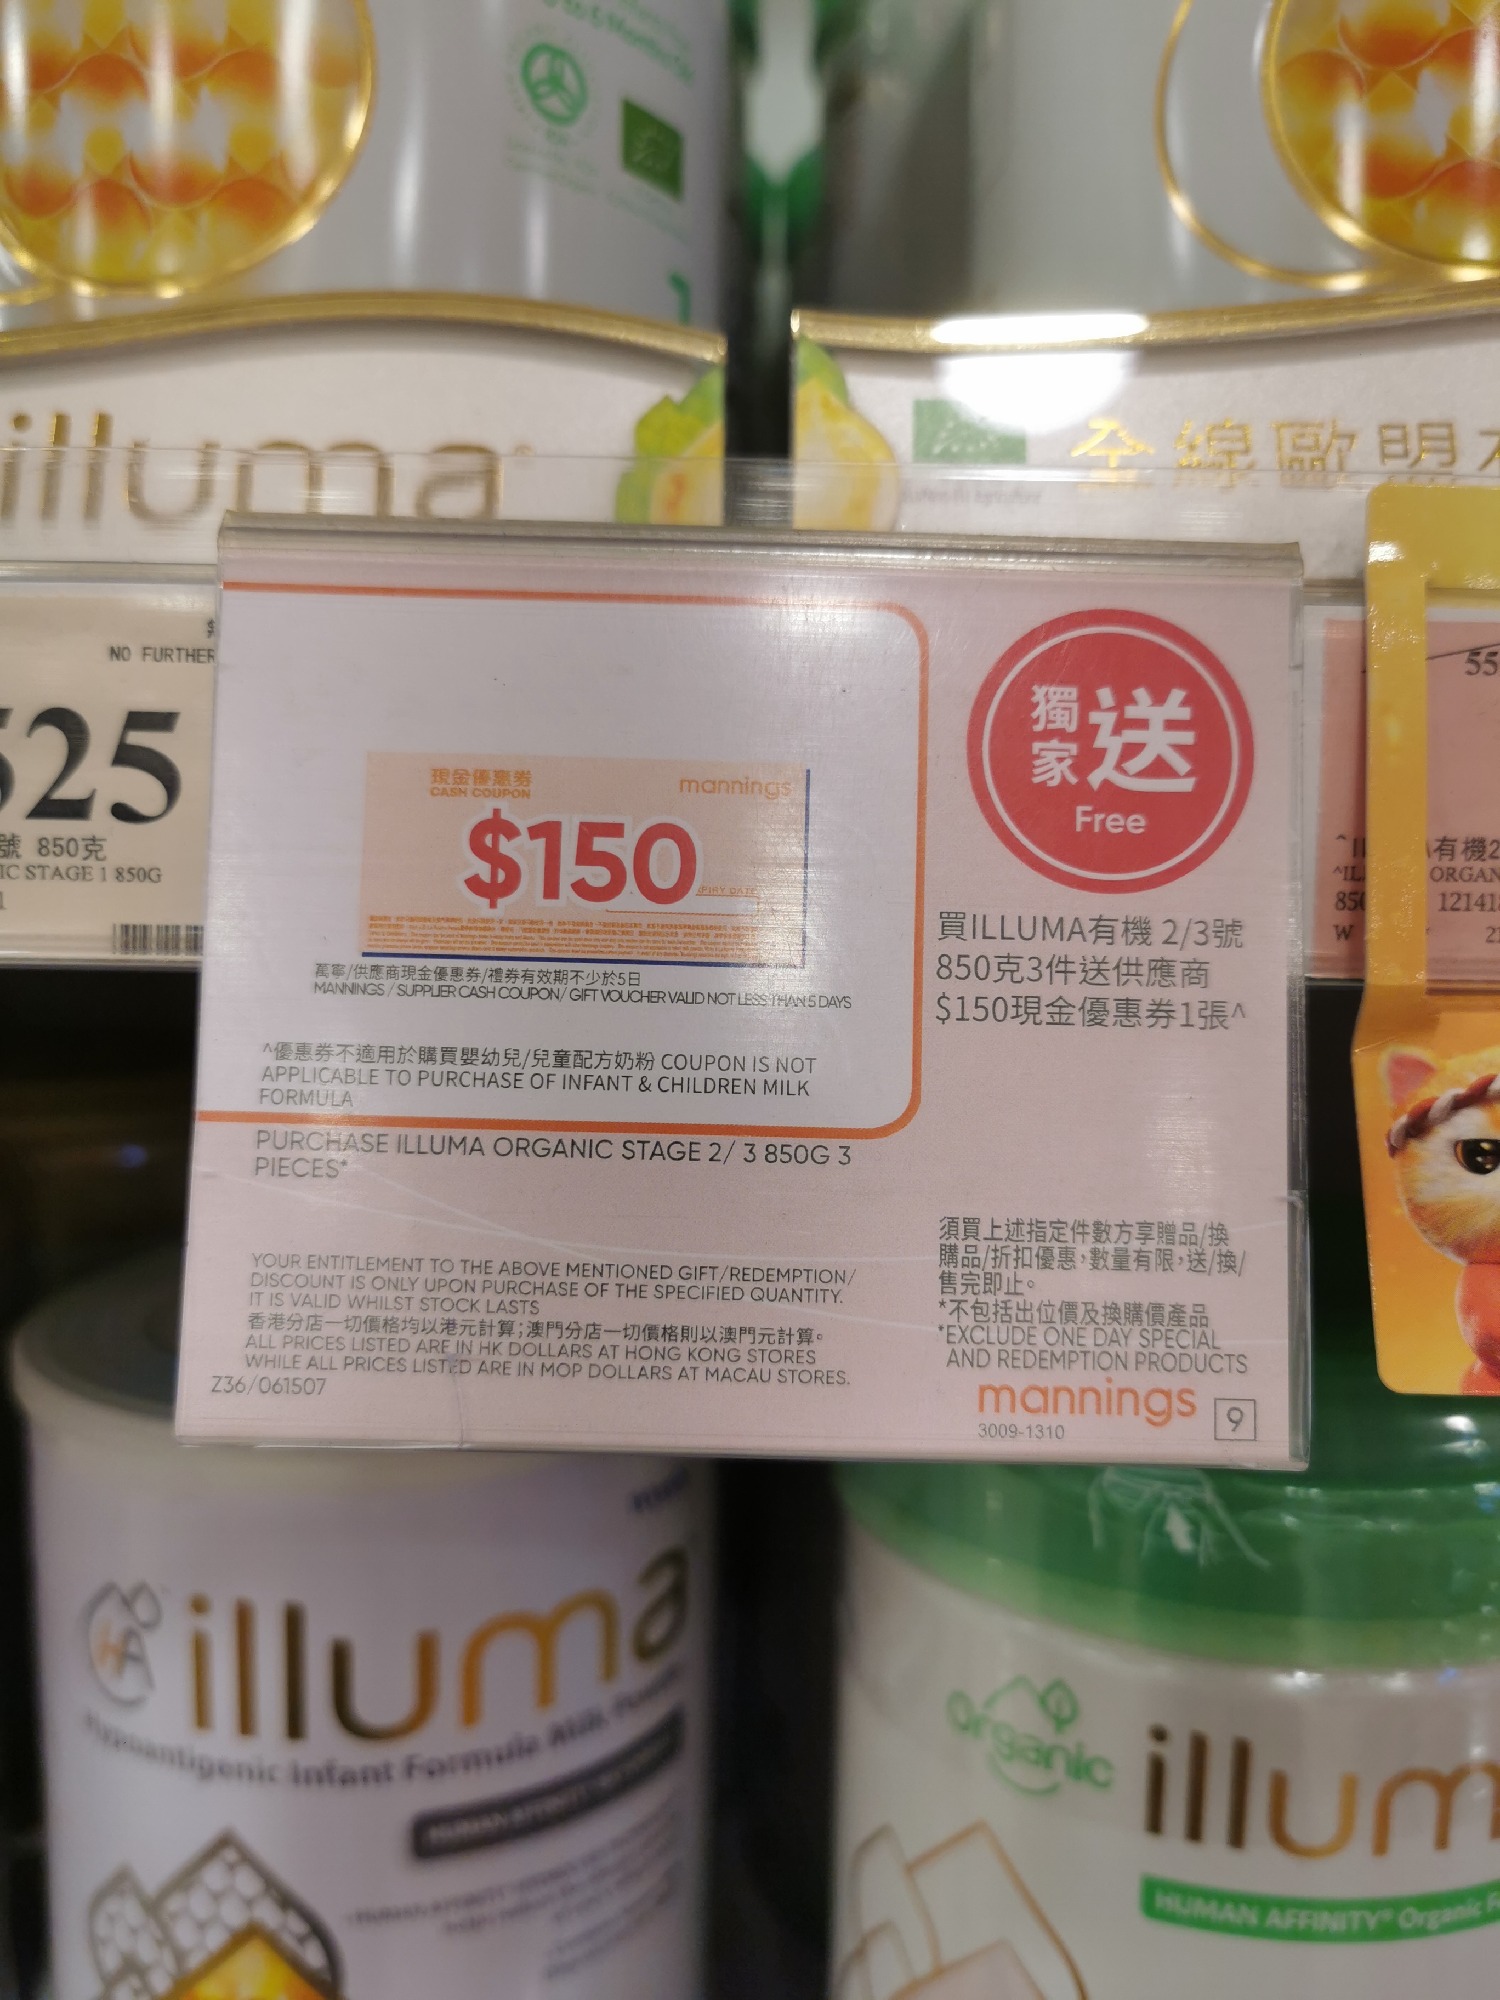 illuma
全線歐盟
NO FURTHER
525
號 850克
IC STAGE 1 850G
現金優惠券
CASH COUPON
mannings
$150
萬寧/供應商現金優惠券/禮券有效期不少於5日
MANNINGS / SUPPLIER CASH COUPON/ GIFT VOUCHER VALID NOT LESS THAN 5 DAYS
^優惠券不適用於購買嬰幼兒/兒童配方奶粉 COUPON IS NOT
APPLICABLE TO PURCHASE OF INFANT & CHILDREN MILK
FORMULA
PURCHASE ILLUMA ORGANIC STAGE 2/ 3 850G 3
PIECES*
YOUR ENTITLEMENT TO THE ABOVE MENTIONED GIFT/REDEMPTION/
DISCOUNT IS ONLY UPON PURCHASE OF THE SPECIFIED QUANTITY.
IT IS VALID WHILST STOCK LASTS
香港分店一切價格均以港元計算;澳門分店一切價格則以澳門元計算。
ALL PRICES LISTED ARE IN HK DOLLARS AT HONG KONG STORES
WHILE ALL PRICES LISTED ARE IN MOP DOLLARS AT MACAU STORES.
Z36/061507
獨家
送
Free
買ILLUMA有機 2/3號
850克3件送供應商
$150現金優惠券1張^
須買上述指定件數方享贈品/換
購品/折扣優惠,數量有限,送/換/
售完即止。
*不包括出位價及換購價產品
*EXCLUDE ONE DAY SPECIAL
AND REDEMPTION PRODUCTS
mannings
9
3009-1310
55
有機2
ORGAN
12141
illuma
Infant Formula Milk
Organic
illum
HUMAN AFFINITY® Organic